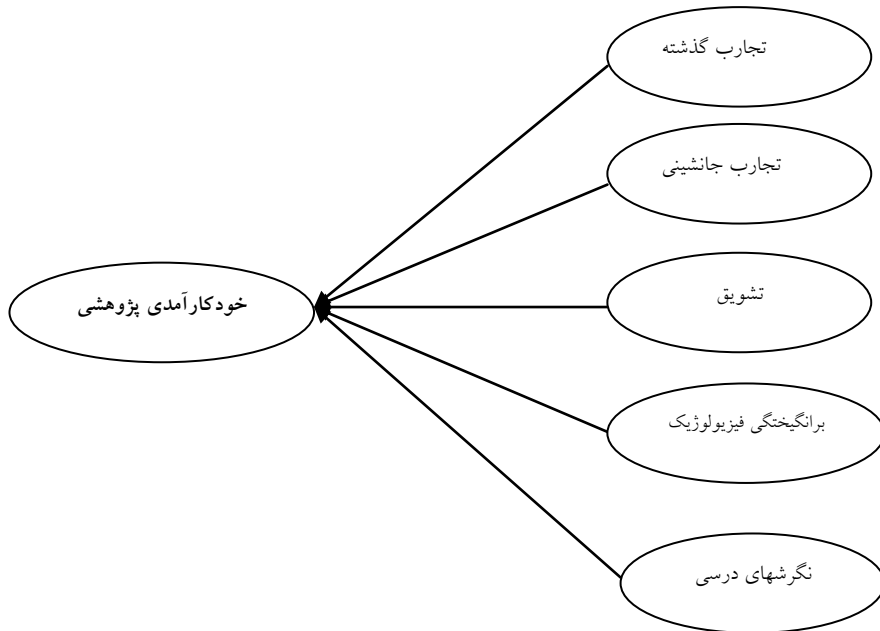 تجارب گذشته
تجارب جانشینی
تشویق
خودکارآمدی پژوهشی
برانگیختگی فیزیولوژیک
نگرشهای درسی